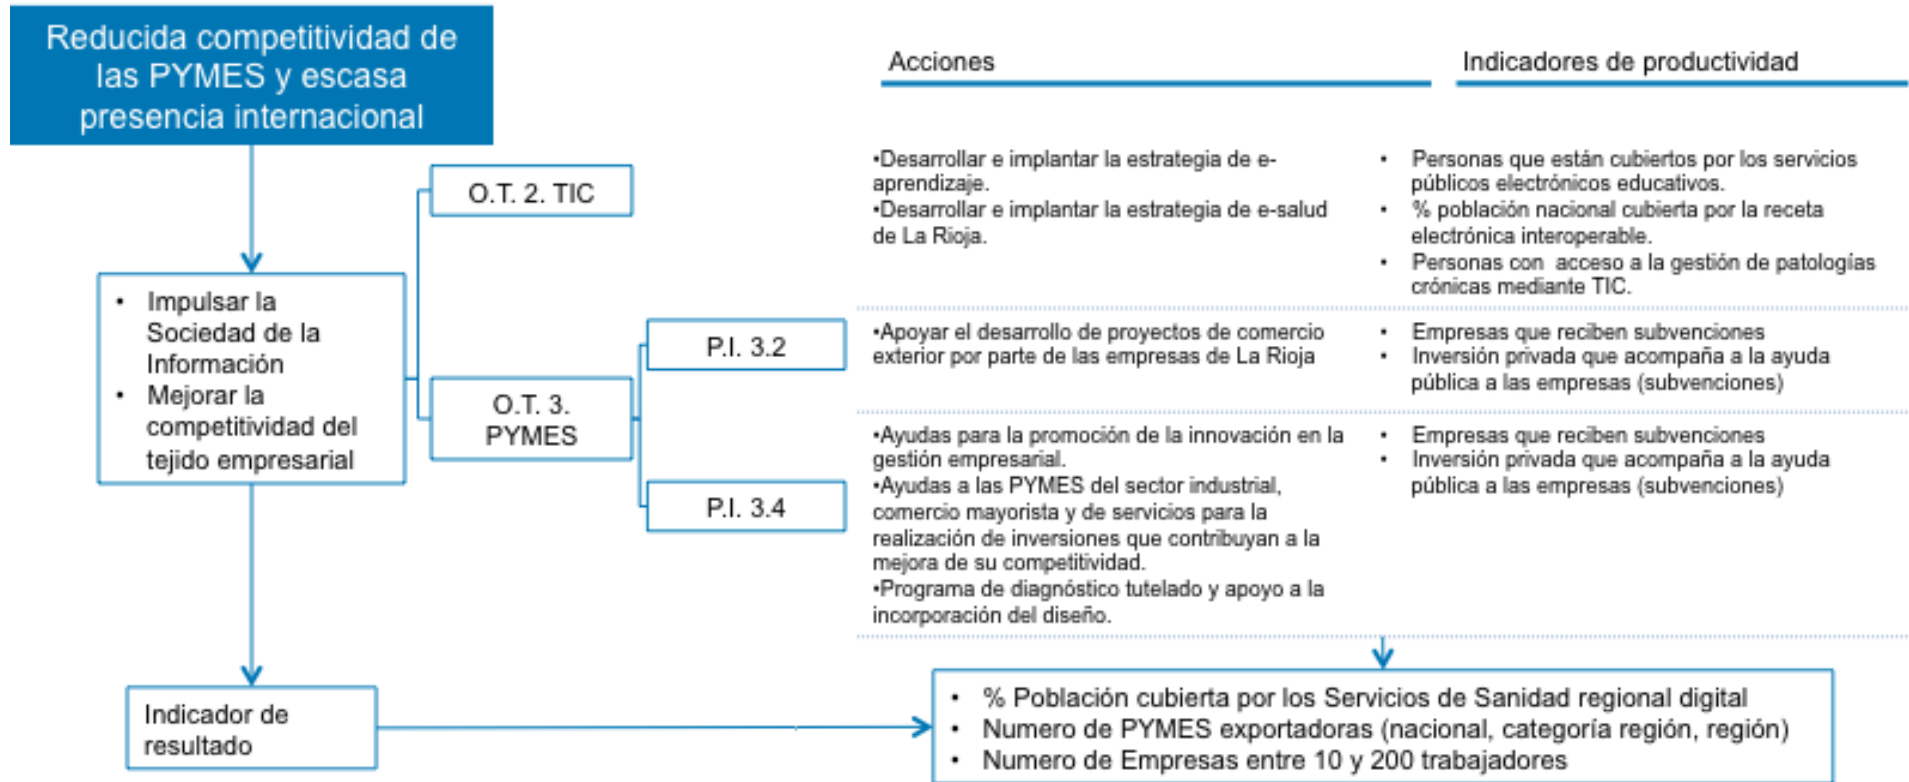 Reducida competitividad de
las PYMES y escasa
presencia internacional
Acciones
Indicadores de productividad
O.T. 2. TIC
•Desarrollar e implantar la estrategia de e-
aprendizaje.
•Desarrollar e implantar la estrategia de e-salud
de La Rioja.
• Personas que están cubiertos por los servicios
públicos electrónicos educativos.
• % población nacional cubierta por la receta
electrónica interoperable.
• Personas con acceso a la gestión de patologías
crónicas mediante TIC.
• Impulsar la
Sociedad de la
Información
• Mejorar la
competitividad del
tejido empresarial
O.T. 3.
PYMES
P.I. 3.2
•Apoyar el desarrollo de proyectos de comercio
exterior por parte de las empresas de La Rioja
• Empresas que reciben subvenciones
• Inversión privada que acompaña a la ayuda
pública a las empresas (subvenciones)
P.I. 3.4
•Ayudas para la promoción de la innovación en la
gestión empresarial.
•Ayudas a las PYMES del sector industrial,
comercio mayorista y de servicios para la
realización de inversiones que contribuyan a la
mejora de su competitividad.
•Programa de diagnóstico tutelado y apoyo a la
incorporación del diseño.
• Empresas que reciben subvenciones
• Inversión privada que acompaña a la ayuda
pública a las empresas (subvenciones)
Indicador de
resultado
• % Población cubierta por los Servicios de Sanidad regional digital
• Numero de PYMES exportadoras (nacional, categoría región, región)
• Numero de Empresas entre 10 y 200 trabajadores